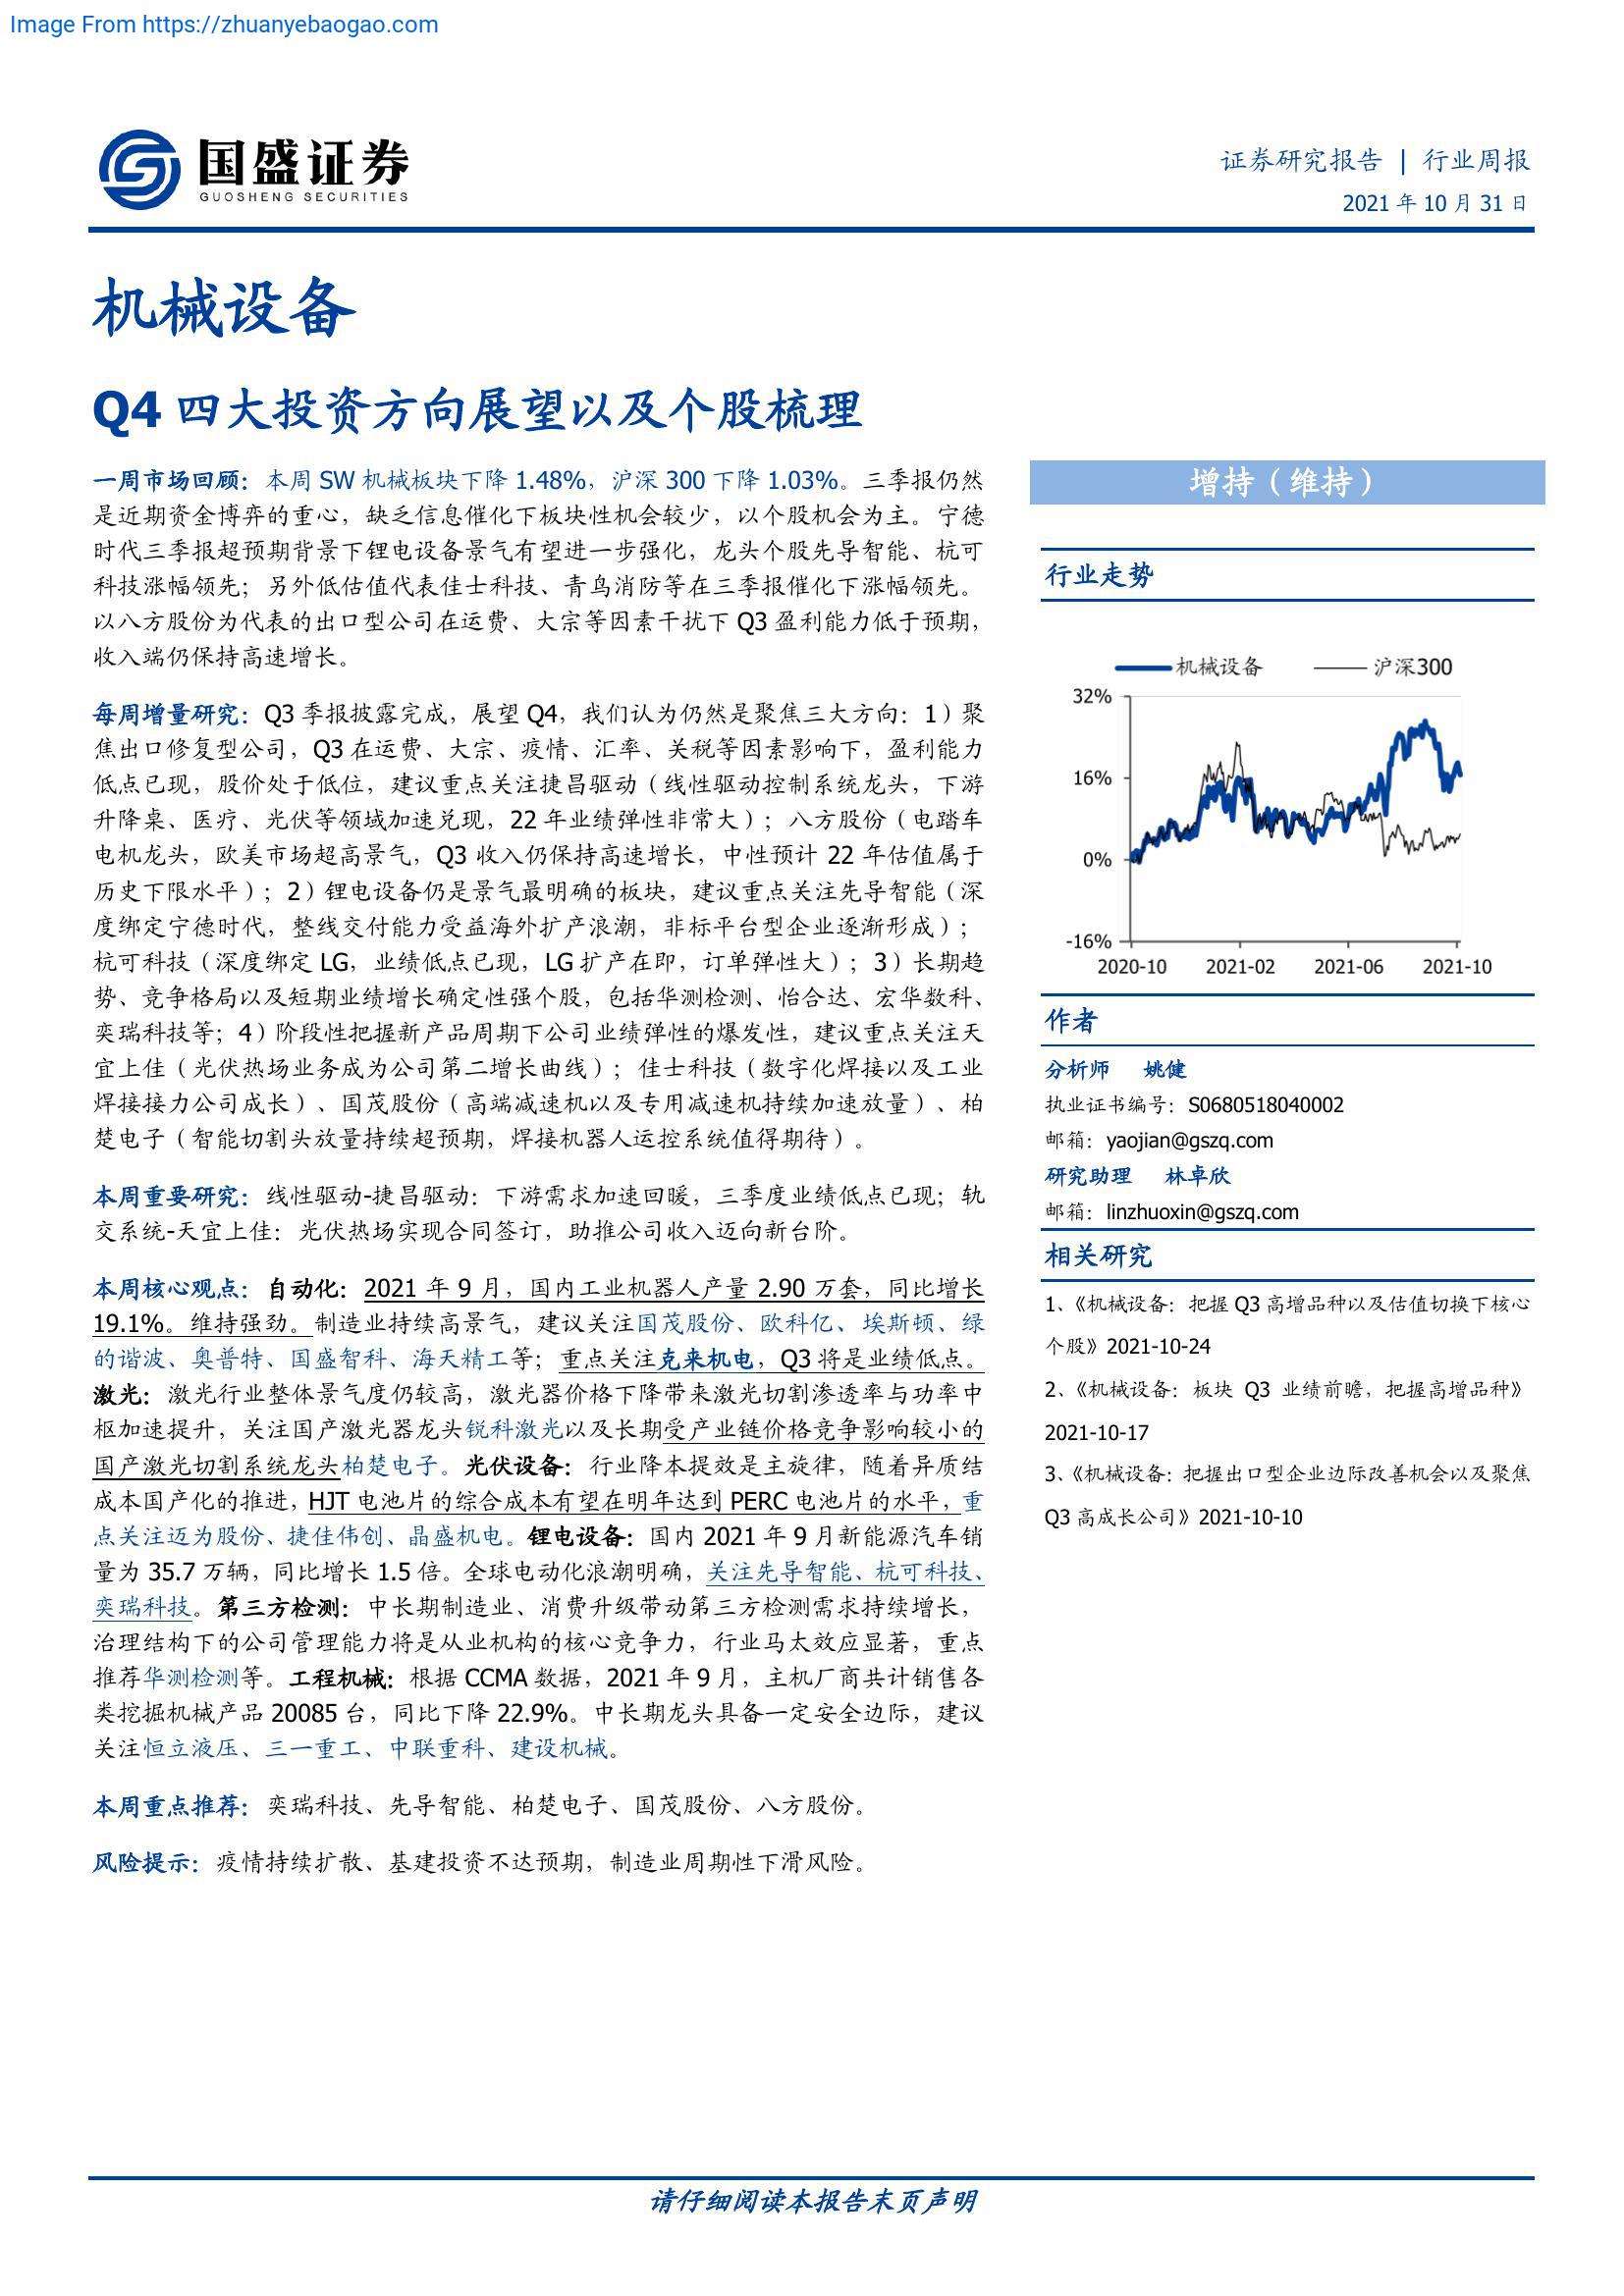 Image From https://zhuanyebaogao.com
国盛证券
GUOSHENG SECURITIES
证券研究报告 | 行业周报
2021 年 10 月 31 日
机械设备
Q4 四大投资方向展望以及个股梳理
一周市场回顾：本周 SW 机械板块下降 1.48%，沪深 300 下降 1.03%。三季报仍然
是近期资金博弈的重心，缺乏信息催化下板块性机会较少，以个股机会为主。宁德
时代三季报超预期背景下锂电设备景气有望进一步强化，龙头个股先导智能、杭可
科技涨幅领先；另外低估值代表佳士科技、青鸟消防等在三季报催化下涨幅领先。
以八方股份为代表的出口型公司在运费、大宗等因素干扰下 Q3 盈利能力低于预期，
收入端仍保持高速增长。
每周增量研究：Q3 季报披露完成，展望 Q4，我们认为仍然是聚焦三大方向：1）聚
焦出口修复型公司，Q3 在运费、大宗、疫情、汇率、关税等因素影响下，盈利能力
低点已现，股价处于低位，建议重点关注捷昌驱动（线性驱动控制系统龙头，下游
升降桌、医疗、光伏等领域加速兑现，22 年业绩弹性非常大）；八方股份（电踏车
电机龙头，欧美市场超高景气，Q3 收入仍保持高速增长，中性预计 22 年估值属于
历史下限水平）；2）锂电设备仍是景气最明确的板块，建议重点关注先导智能（深
度绑定宁德时代，整线交付能力受益海外扩产浪潮，非标平台型企业逐渐形成）；
杭可科技（深度绑定 LG，业绩低点已现，LG 扩产在即，订单弹性大）；3）长期趋
势、竞争格局以及短期业绩增长确定性强个股，包括华测检测、怡合达、宏华数科、
奕瑞科技等；4）阶段性把握新产品周期下公司业绩弹性的爆发性，建议重点关注天
宜上佳（光伏热场业务成为公司第二增长曲线）；佳士科技（数字化焊接以及工业
焊接接力公司成长）、国茂股份（高端减速机以及专用减速机持续加速放量）、柏
楚电子（智能切割头放量持续超预期，焊接机器人运控系统值得期待）。
本周重要研究：线性驱动-捷昌驱动：下游需求加速回暖，三季度业绩低点已现；轨
交系统-天宜上佳：光伏热场实现合同签订，助推公司收入迈向新台阶。
本周核心观点：自动化：2021 年 9 月，国内工业机器人产量 2.90 万套，同比增长
19.1%。维持强劲。制造业持续高景气，建议关注国茂股份、欧科亿、埃斯顿、绿
的谐波、奥普特、国盛智科、海天精工等；重点关注克来机电，Q3 将是业绩低点。
激光：激光行业整体景气度仍较高，激光器价格下降带来激光切割渗透率与功率中
枢加速提升，关注国产激光器龙头锐科激光以及长期受产业链价格竞争影响较小的
国产激光切割系统龙头柏楚电子。光伏设备：行业降本提效是主旋律，随着异质结
成本国产化的推进，HJT 电池片的综合成本有望在明年达到 PERC 电池片的水平，重
点关注迈为股份、捷佳伟创、晶盛机电。锂电设备：国内 2021 年 9 月新能源汽车销
量为 35.7 万辆，同比增长 1.5 倍。全球电动化浪潮明确，关注先导智能、杭可科技、
奕瑞科技。第三方检测：中长期制造业、消费升级带动第三方检测需求持续增长，
治理结构下的公司管理能力将是从业机构的核心竞争力，行业马太效应显著，重点
推荐华测检测等。工程机械：根据 CCMA 数据，2021 年 9 月，主机厂商共计销售各
类挖掘机械产品 20085 台，同比下降 22.9%。中长期龙头具备一定安全边际，建议
关注恒立液压、三一重工、中联重科、建设机械。
本周重点推荐：奕瑞科技、先导智能、柏楚电子、国茂股份、八方股份。
风险提示：疫情持续扩散、基建投资不达预期，制造业周期性下滑风险。
增持（维持）
行业走势
机械设备 沪深300
32%
16%
0%
-16%
2020-10 2021-02 2021-06 2021-10
作者
分析师 姚健
执业证书编号：S0680518040002
邮箱：yaojian@gszq.com
研究助理 林卓欣
邮箱：linzhuoxin@gszq.com
相关研究
1、《机械设备：把握 Q3 高增品种以及估值切换下核心
个股》2021-10-24
2、《机械设备：板块 Q3 业绩前瞻，把握高增品种》
2021-10-17
3、《机械设备：把握出口型企业边际改善机会以及聚焦
Q3 高成长公司》2021-10-10
请仔细阅读本报告末页声明